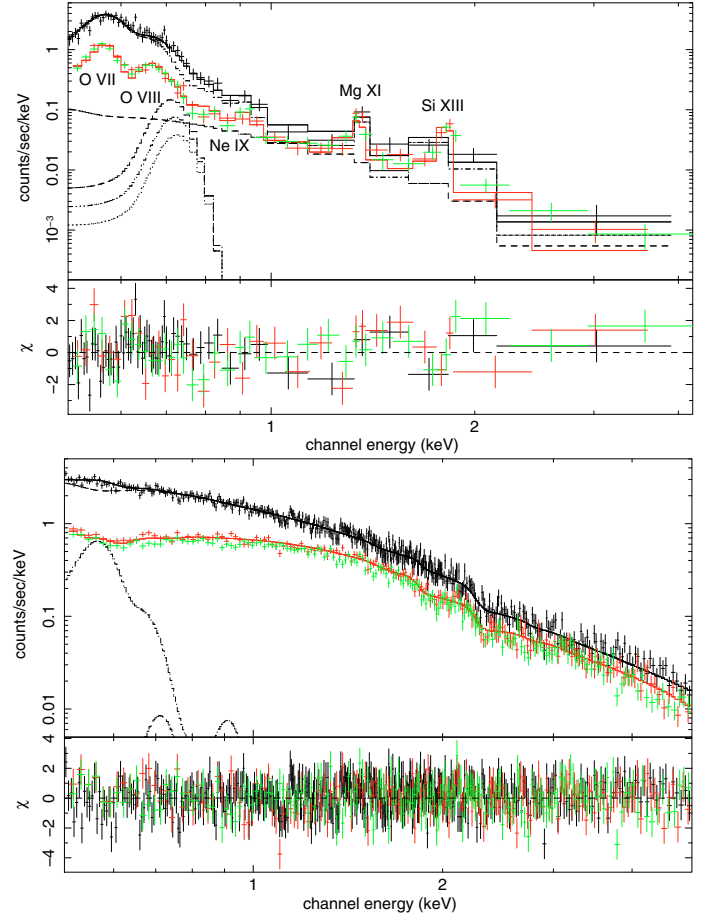 1
0.1
0.01
10⁻³
counts/sec/keV
O VII
O VIII
Ne IX
Mg XI
Si XIII
4
2
0
−2
χ
1 2
channel energy (keV)
1
0.1
0.01
counts/sec/keV
4
2
0
−2
−4
χ
1 2
channel energy (keV)